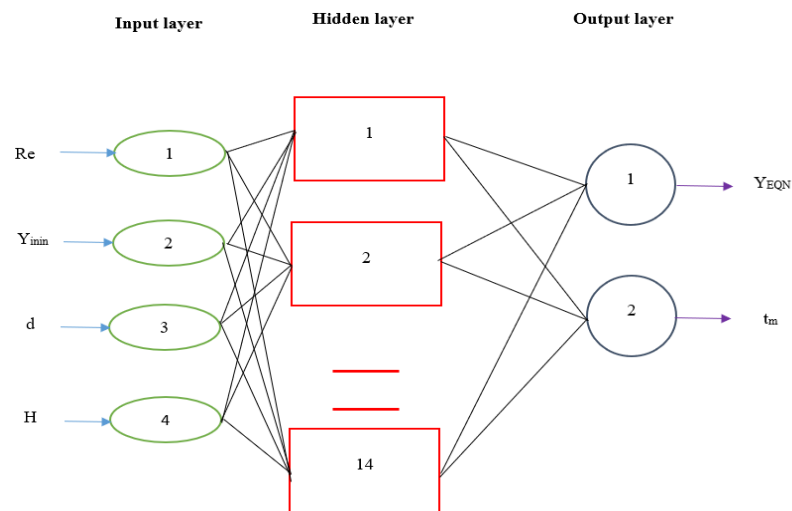 Input layer
Hidden layer
Output layer
Re
1
1
1
YEQN
Yinin
2
2
2
tm
d
3
H
4
14